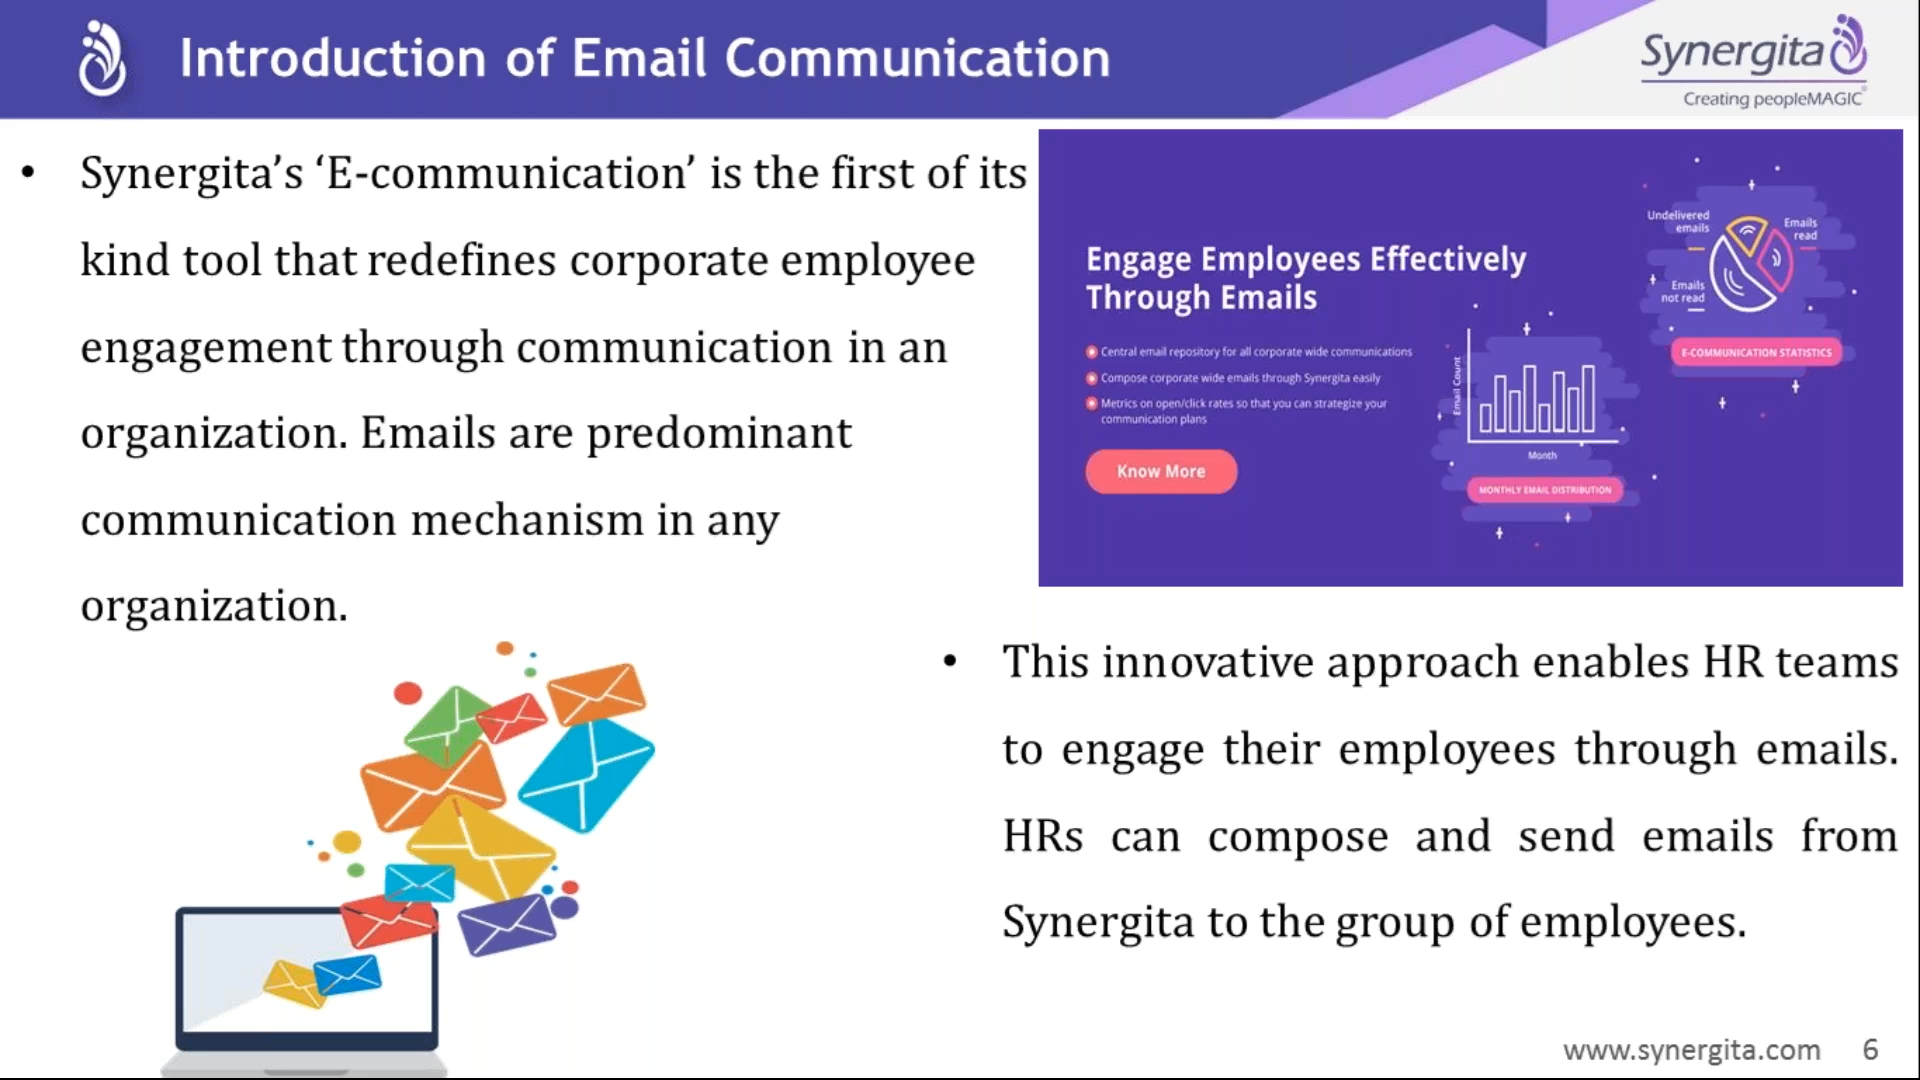 Introduction of Email Communication
Synergita
Creating peopleMAGIC
• Synergita’s ‘E-communication’ is the first of its
kind tool that redefines corporate employee
engagement through communication in an
organization. Emails are predominant
communication mechanism in any
organization.
Engage Employees Effectively
Through Emails
Central email repository for all corporate wide communications
Compose corporate wide emails through Synergita easily
Metrics on open/click rates so that you can strategize your
communication plans
Know More
Undelivered
emails
Emails
read
Emails
not read
E-COMMUNICATION STATISTICS
Email Count
Month
MONTHLY EMAIL DISTRIBUTION
• This innovative approach enables HR teams
to engage their employees through emails.
HRs can compose and send emails from
Synergita to the group of employees.
www.synergita.com 6